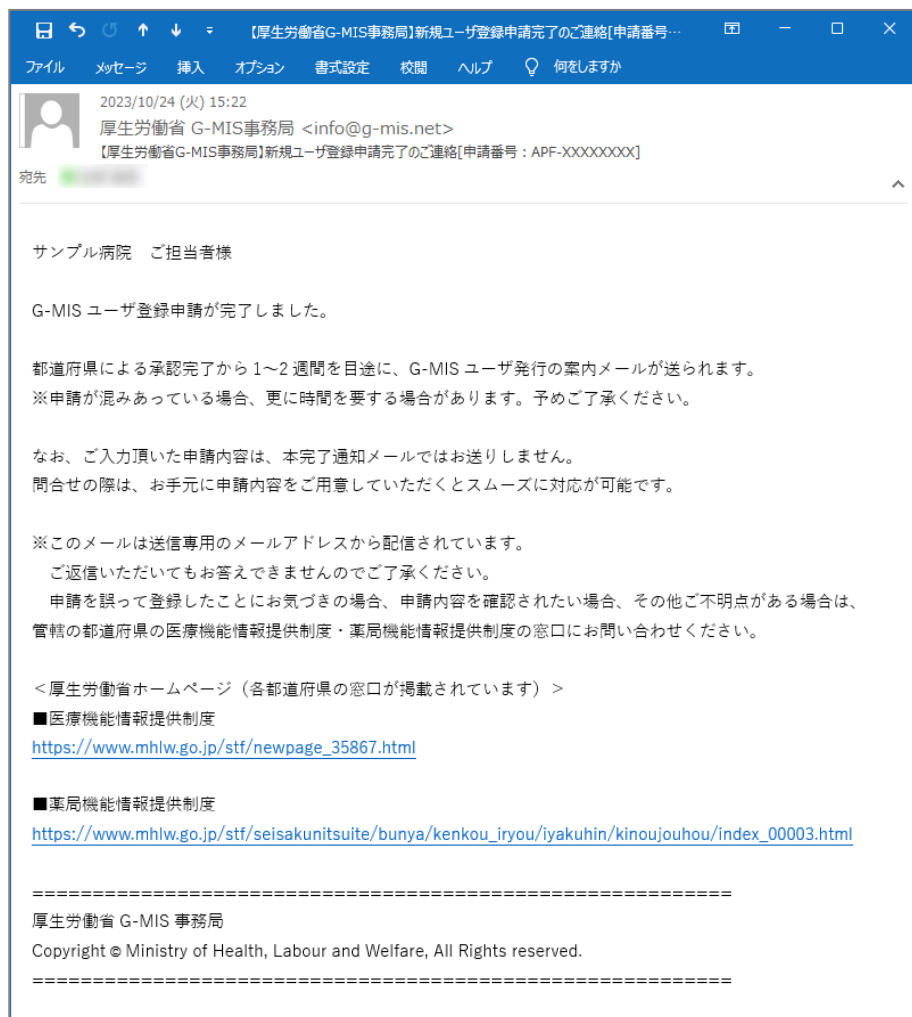 【厚生労働省G-MIS事務局】新規ユーザ登録申請完了のご連絡[申請番号…
ファイル メッセージ 挿入 オプション 書式設定 校閲 ヘルプ 何をしますか
2023/10/24 (火) 15:22
厚生労働省 G-MIS事務局 <info@g-mis.net>
【厚生労働省G-MIS事務局】新規ユーザ登録申請完了のご連絡[申請番号：APF-XXXXXXXX]
宛先
サンプル病院　ご担当者様
G-MIS ユーザ登録申請が完了しました。
都道府県による承認完了から 1～2 週間を目途に、G-MIS ユーザ発行の案内メールが送られます。
※申請が混みあっている場合、更に時間を要する場合があります。予めご了承ください。
なお、ご入力頂いた申請内容は、本完了通知メールではお送りしません。
問合せの際は、お手元に申請内容をご用意していただくとスムーズに対応が可能です。
※このメールは送信専用のメールアドレスから配信されています。
ご返信いただいてもお答えできませんのでご了承ください。
申請を誤って登録したことにお気づきの場合、申請内容を確認されたい場合、その他ご不明点がある場合は、
管轄の都道府県の医療機能情報提供制度・薬局機能情報提供制度の窓口にお問い合わせください。
＜厚生労働省ホームページ（各都道府県の窓口が掲載されています）＞
■医療機能情報提供制度
https://www.mhlw.go.jp/stf/newpage_35867.html
■薬局機能情報提供制度
https://www.mhlw.go.jp/stf/seisakunitsuite/bunya/kenkou_iryou/iyakuhin/kinoujouhou/index_00003.html
==========================================================
厚生労働省 G-MIS 事務局
Copyright © Ministry of Health, Labour and Welfare, All Rights reserved.
==========================================================